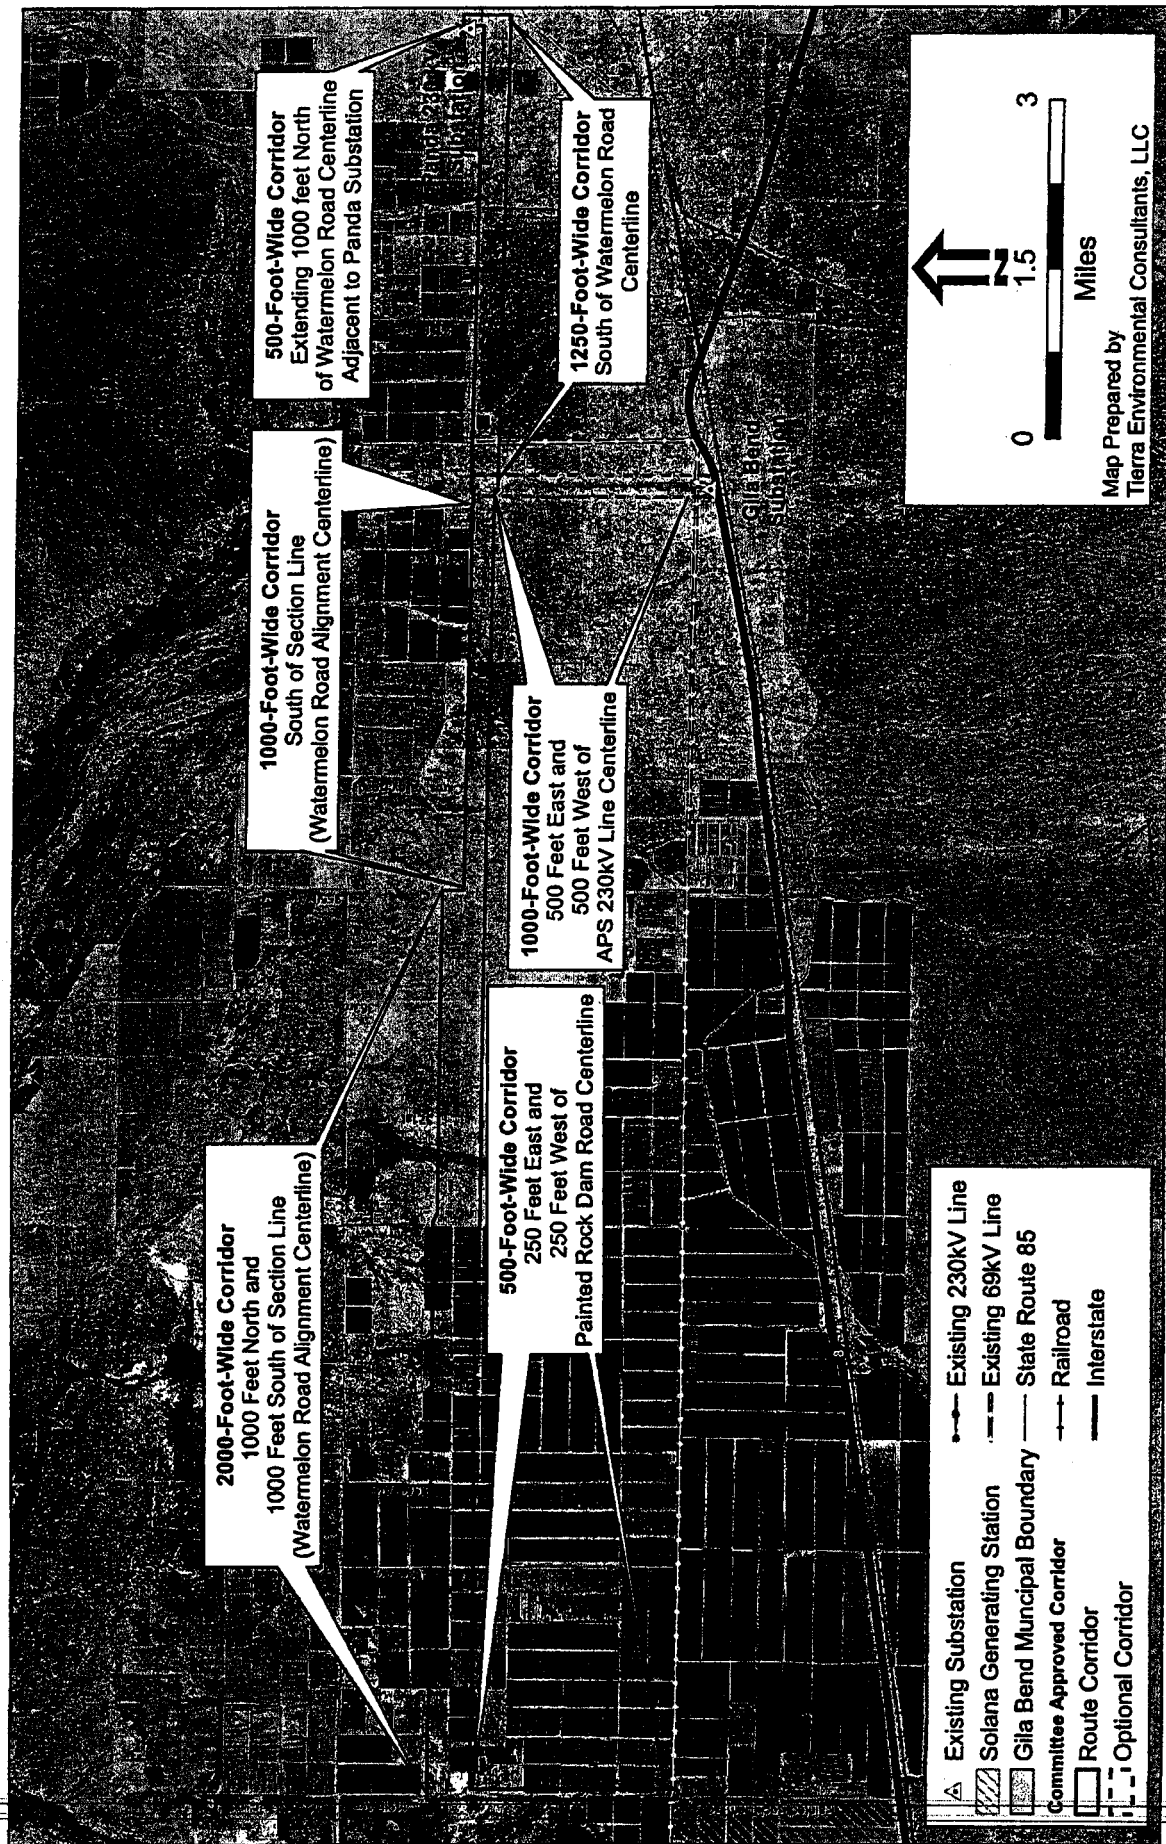 2000-Foot-Wide Corridor
1000 Feet North and
1000 Feet South of Section Line
(Watermelon Road Alignment Centerline)
1000-Foot-Wide Corridor
South of Section Line
(Watermelon Road Alignment Centerline)
500-Foot-Wide Corridor
Extending 1000 feet North
of Watermelon Road Centerline
Adjacent to Panda Substation
500-Foot-Wide Corridor
250 Feet East and
250 Feet West of
Painted Rock Dam Road Centerline
1000-Foot-Wide Corridor
500 Feet East and
500 Feet West of
APS 230kV Line Centerline
1250-Foot-Wide Corridor
South of Watermelon Road
Centerline
Substation
Gila Bend
Substation
8
Existing Substation
Solana Generating Station
Gila Bend Muncipal Boundary
Committee Approved Corridor
Route Corridor
Optional Corridor
Existing 230kV Line
Existing 69kV Line
State Route 85
Railroad
Interstate
N
0 1.5 3
Miles
Map Prepared by
Tierra Environmental Consultants, LLC